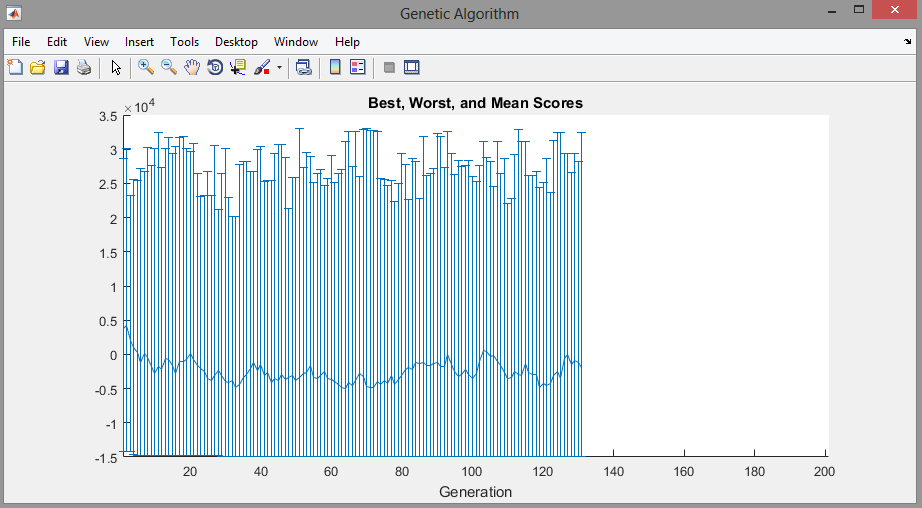 Genetic Algorithm
File Edit View Insert Tools Desktop Window Help
Best, Worst, and Mean Scores
×10^4
3.5
3
2.5
2
1.5
1
0.5
0
-0.5
-1
-1.5
20 40 60 80 100 120 140 160 180 200
Generation